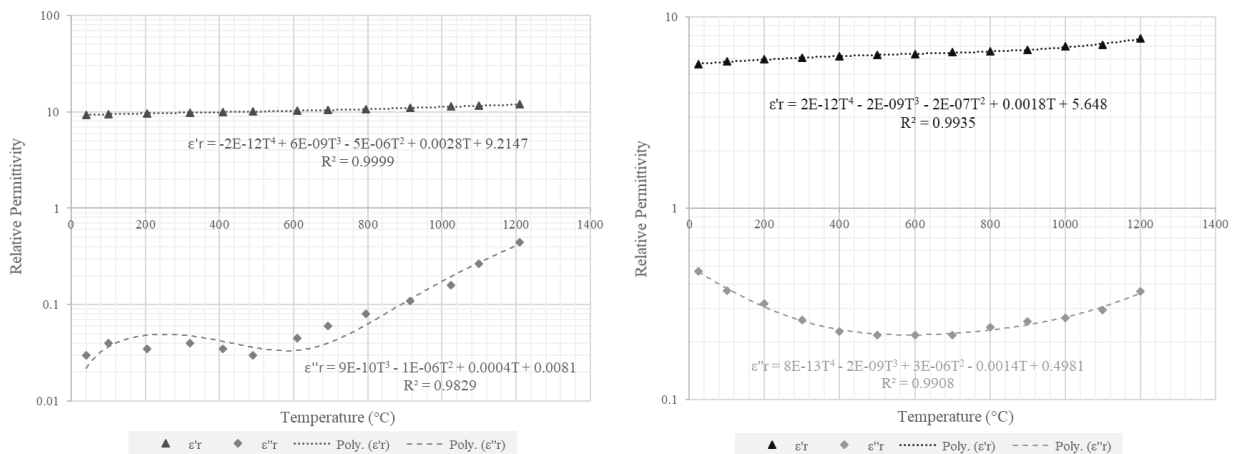 100
10
1
0.1
0.01
0
200
400
600
800
1000
1200
1400
Relative Permittivity
ε'r = -2E-12T⁴ + 6E-09T³ - 5E-06T² + 0.0028T + 9.2147
R² = 0.9999
ε"r = 9E-10T³ - 1E-06T² + 0.0004T + 0.0081
R² = 0.9829
Temperature (°C)
ε'r ε"r Poly. (ε'r) Poly. (ε"r)
10
1
0.1
0
200
400
600
800
1000
1200
1400
Relative Permittivity
ε'r = 2E-12T⁴ - 2E-09T³ - 2E-07T² + 0.0018T + 5.648
R² = 0.9935
ε"r = 8E-13T⁴ - 2E-09T³ + 3E-06T² - 0.0014T + 0.4981
R² = 0.9908
Temperature (°C)
ε'r ε"r Poly. (ε'r) Poly. (ε"r)